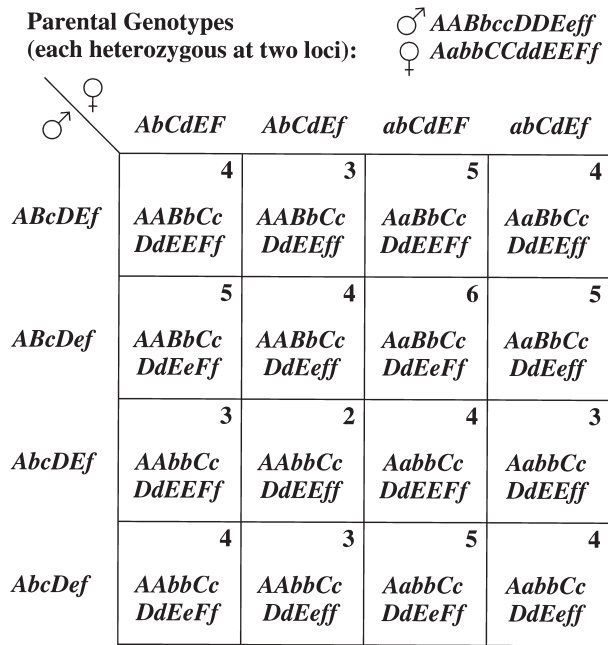 Parental Genotypes ♂ AABbccDDEeff
(each heterozygous at two loci): ♀ AabbCCddEEFf
♀
♂ AbCdEF AbCdEf abCdEF abCdEf
4 3 5 4
ABcDEf AABbCc AABbCc AaBbCc AaBbCc
DdEEFf DdEEff DdEEFf DdEEff
5 4 6 5
ABcDef AABbCc AABbCc AaBbCc AaBbCc
DdEeFf DdEeff DdEeFf DdEeff
3 2 4 3
AbcDEf AAbbCc AAbbCc AabbCc AabbCc
DdEEFf DdEEff DdEEFf DdEEff
4 3 5 4
AbcDef AAbbCc AAbbCc AabbCc AabbCc
DdEeFf DdEeff DdEeFf DdEeff